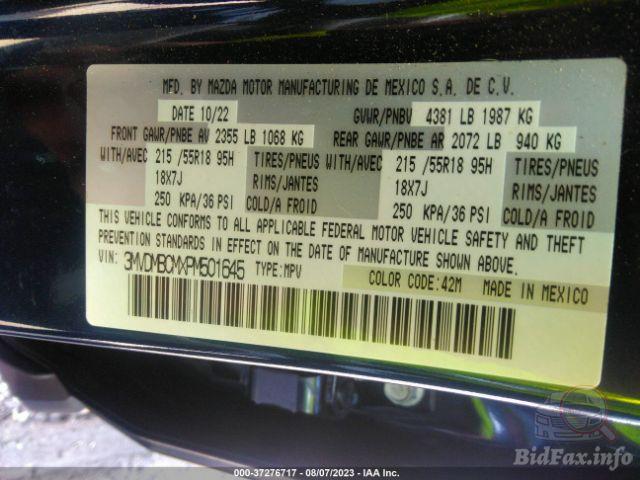 MFD. BY MAZDA MOTOR MANUFACTURING DE MEXICO S.A. DE C.V.
DATE 10/22 GVWR/PNBV 4381 LB 1987 KG
FRONT GAWR/PNBE AV 2355 LB 1068 KG REAR GAWR/PNBE AR 2072 LB 940 KG
WITH/AVEC 215 /55R18 95H TIRES/PNEUS WITH/AVEC 215 /55R18 95H TIRES/PNEUS
18X7J RIMS/JANTES 18X7J RIMS/JANTES
250 KPA/36 PSI COLD/A FROID 250 KPA/36 PSI COLD/A FROID
THIS VEHICLE CONFORMS TO ALL APPLICABLE FEDERAL MOTOR VEHICLE SAFETY AND THEFT
PREVENTION STANDARDS IN EFFECT ON THE DATE OF MANUFACTURE SHOWN ABOVE.
VIN: 3MVDMBCMXPM501645 TYPE:MPV COLOR CODE:42M MADE IN MEXICO
BidFax.info
000-37276717 - 08/07/2023 - IAA Inc.